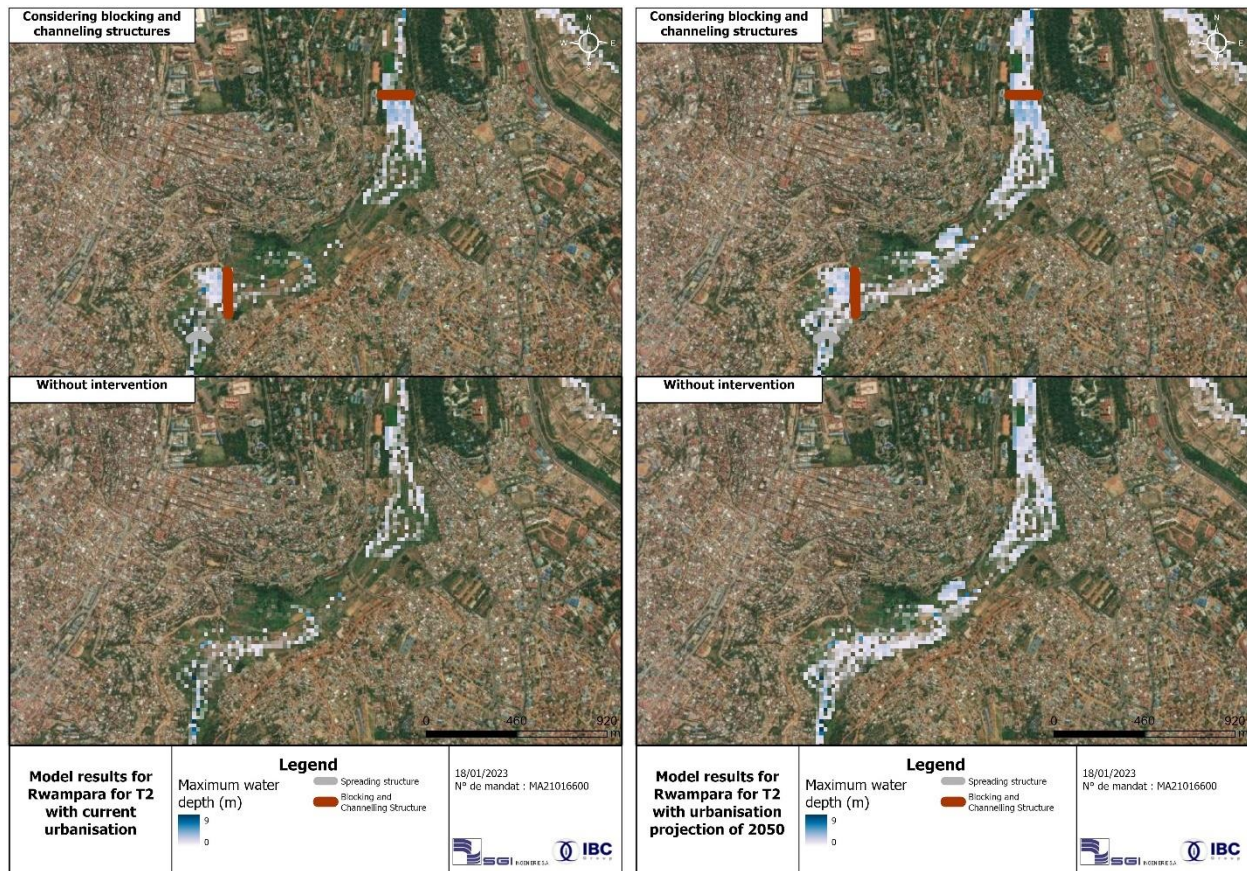 Considering blocking and
channeling structures
N
W
E
Considering blocking and
channeling structures
N
W
E
Without intervention
0
460
920
m
Without intervention
0
460
920
m
Model results for
Rwampara for T2
with current
urbanisation
Legend
Maximum water
depth (m)
9
0
Spreading structure
Blocking and
Channelling Structure
18/01/2023
N° de mandat : MA21016600
SGI INGENIERIE S.A
IBC
Group
Model results for
Rwampara for T2
with urbanisation
projection of 2050
Legend
Maximum water
depth (m)
9
0
Spreading structure
Blocking and
Channelling Structure
18/01/2023
N° de mandat : MA21016600
SGI INGENIERIE S.A
IBC
Group